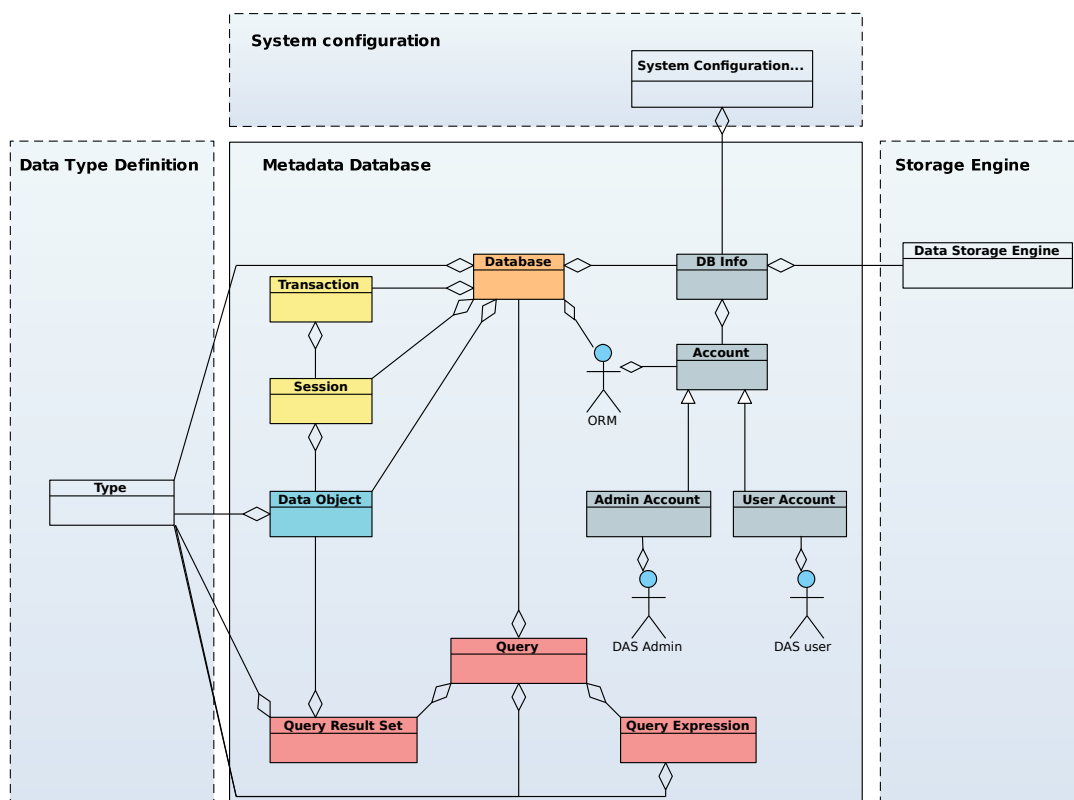 System configuration
System Configuration...
Data Type Definition
Metadata Database
Storage Engine
Data Storage Engine
Database
DB Info
Transaction
Account
Session
ORM
Type
Data Object
Admin Account
User Account
DAS Admin
DAS user
Query
Query Result Set
Query Expression